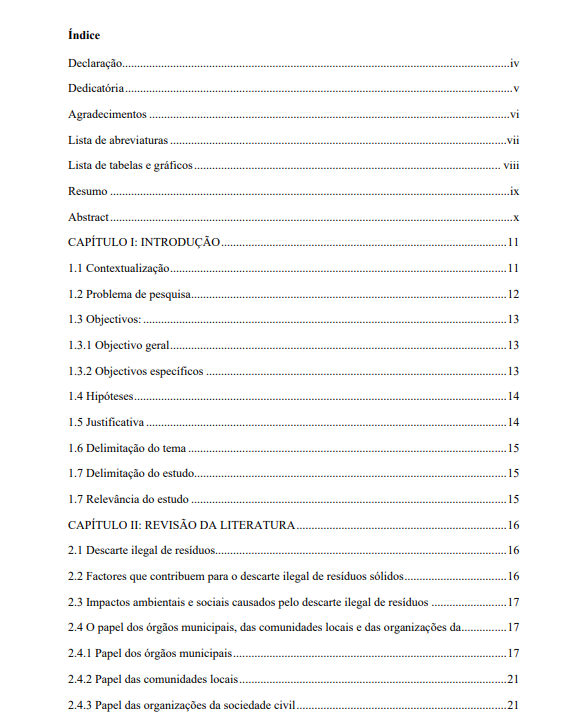 Índice
Declaração....................................................................................................................................iv
Dedicatória....................................................................................................................................v
Agradecimentos............................................................................................................................vi
Lista de abreviaturas....................................................................................................................vii
Lista de tabelas e gráficos........................................................................................................... viii
Resumo ........................................................................................................................................ix
Abstract.........................................................................................................................................x
CAPÍTULO I: INTRODUÇÃO...................................................................................................11
1.1 Contextualização....................................................................................................................11
1.2 Problema de pesquisa.............................................................................................................12
1.3 Objectivos: .............................................................................................................................13
1.3.1 Objectivo geral....................................................................................................................13
1.3.2 Objectivos específicos ........................................................................................................13
1.4 Hipóteses................................................................................................................................14
1.5 Justificativa ............................................................................................................................14
1.6 Delimitação do tema ..............................................................................................................15
1.7 Delimitação do estudo............................................................................................................15
1.7 Relevância do estudo .............................................................................................................15
CAPÍTULO II: REVISÃO DA LITERATURA.........................................................................16
2.1 Descarte ilegal de resíduos.....................................................................................................16
2.2 Factores que contribuem para o descarte ilegal de resíduos sólidos......................................16
2.3 Impactos ambientais e sociais causados pelo descarte ilegal de resíduos .............................17
2.4 O papel dos órgãos municipais, das comunidades locais e das organizações da..................17
2.4.1 Papel dos órgãos municipais...............................................................................................17
2.4.2 Papel das comunidades locais.............................................................................................21
2.4.3 Papel das organizações da sociedade civil..........................................................................21